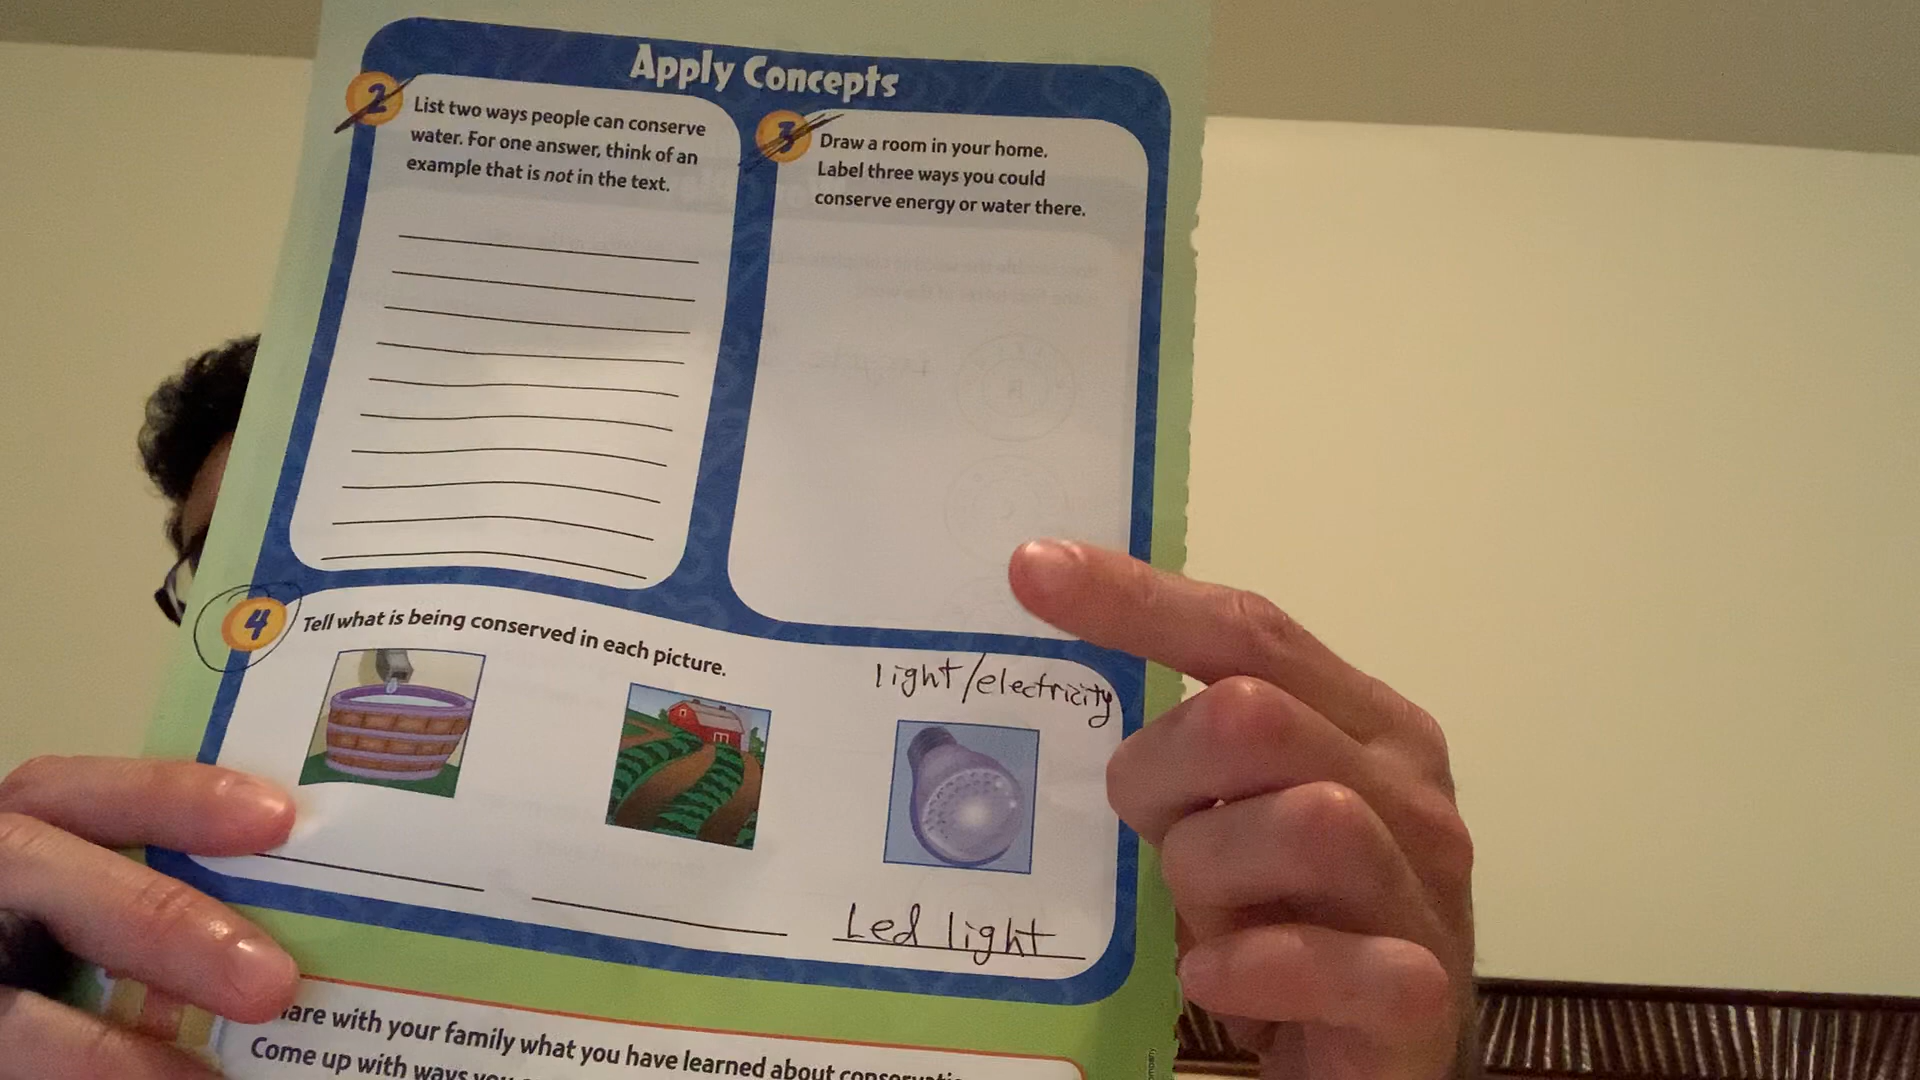 Apply Concepts
2
List two ways people can conserve
water. For one answer, think of an
example that is not in the text.
3
Draw a room in your home.
Label three ways you could
conserve energy or water there.
4
Tell what is being conserved in each picture.
light/electricity
Led light
with your family what you have learned about
Come up with ways